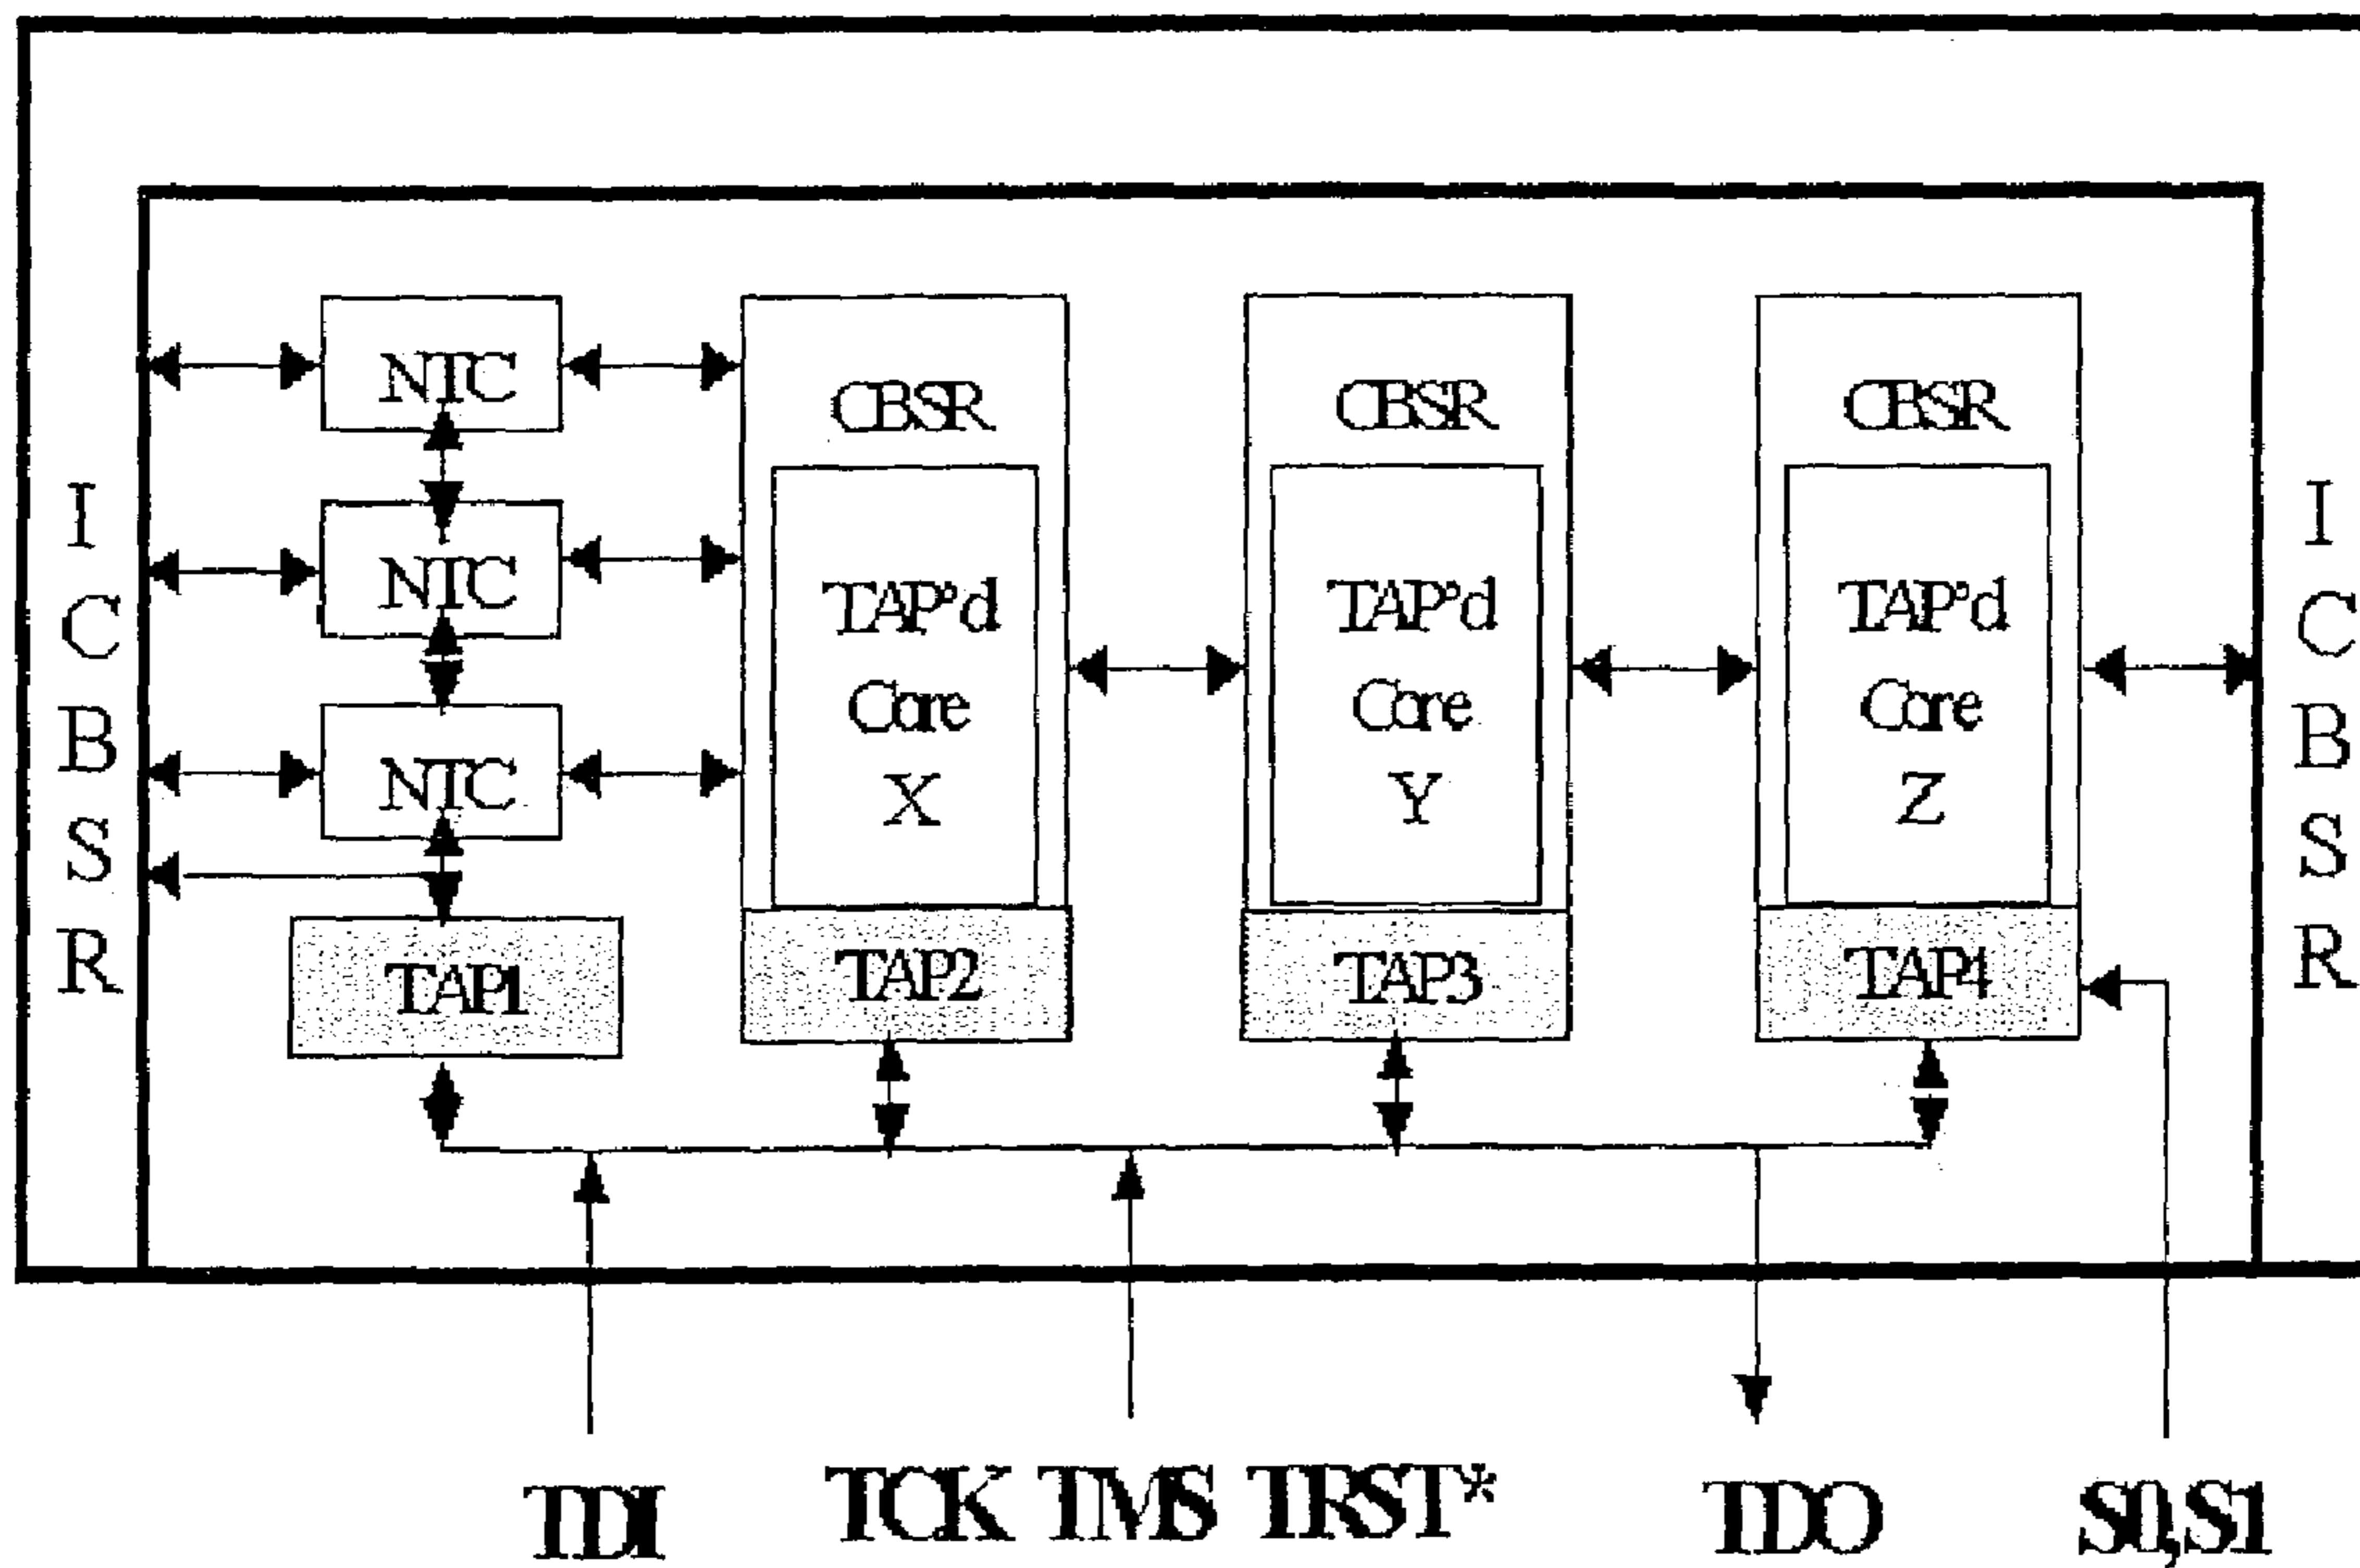 I
C
B
S
R
NTC
NTC
NTC
TAP1
CBSR
TAP'd
Core
X
TAP2
CBSR
TAP'd
Core
Y
TAP3
CBSR
TAP'd
Core
Z
TAP4
I
C
B
S
R
TDI
TCK TMS TRST*
TDO
S0,S1